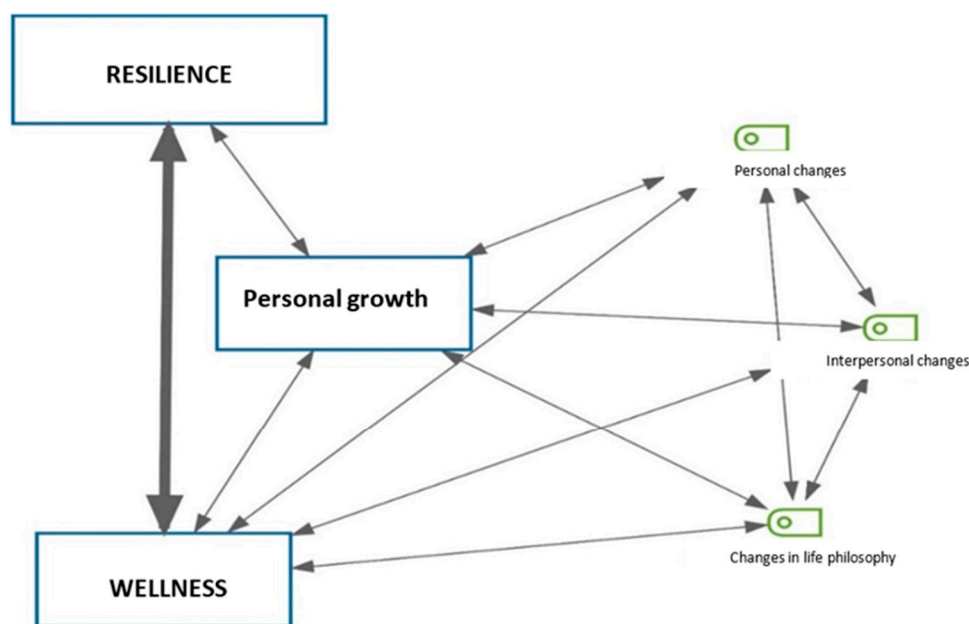 RESILIENCE
Personal changes
Personal growth
Interpersonal changes
Changes in life philosophy
WELLNESS